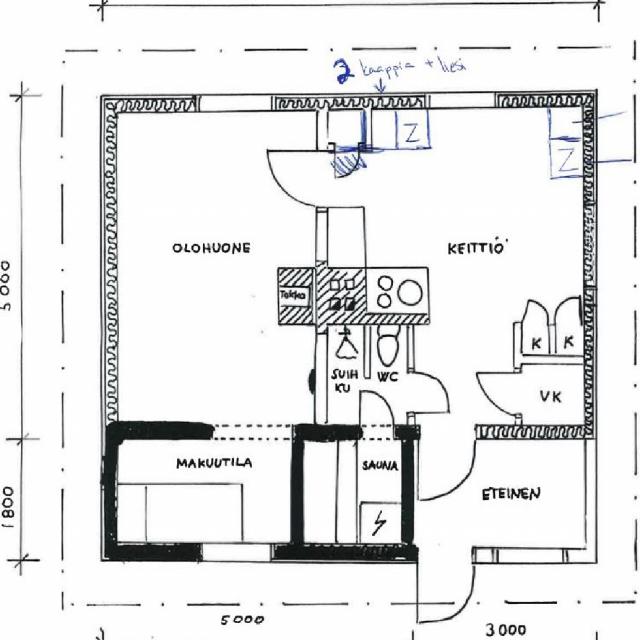 2 kaappia + liesi
Z
Z
OLOHUONE
KEITTIÖ
Takka
SUIH
KU
WC
K
K
VK
MAKUUTILA
SAUNA
ETEINEN
5000
1800
5000
3000